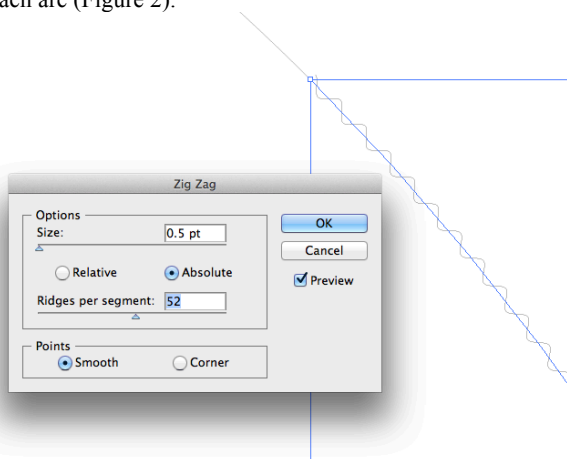 ach arc (Figure 2).
Zig Zag
Options
Size: 0.5 pt
Relative Absolute
Ridges per segment: 52
Points
Smooth Corner
OK
Cancel
Preview